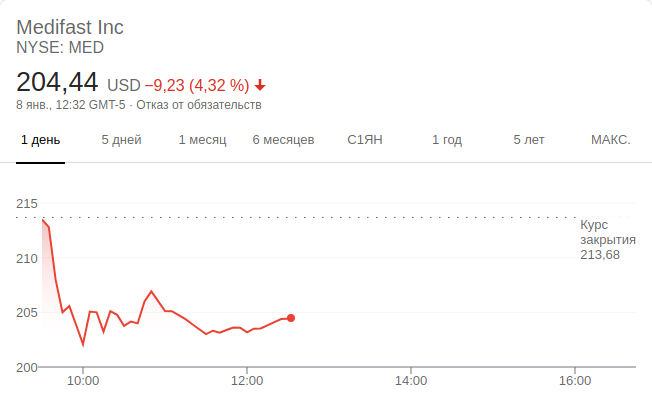 Medifast Inc
NYSE: MED
204,44 USD −9,23 (4,32 %)
8 янв., 12:32 GMT-5 · Отказ от обязательств
1 день 5 дней 1 месяц 6 месяцев С1ЯН 1 год 5 лет МАКС.
215
Курс
закрытия
213,68
210
205
200
10:00 12:00 14:00 16:00